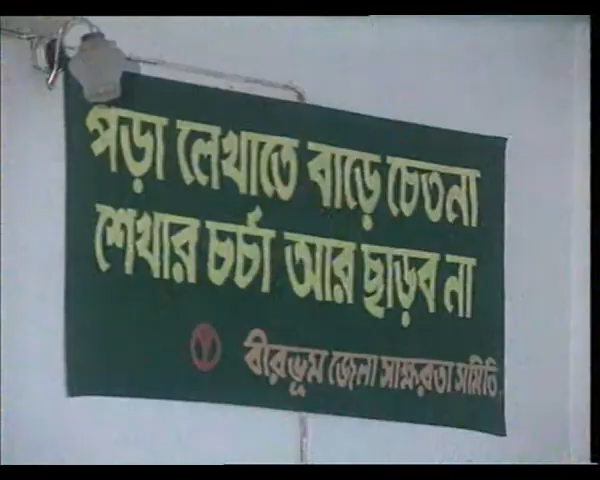 পড়া লেখাতে বাড়ে চেতনা
শেখার চর্চা আর ছাড়ব না
বীরভূম জেলা সাক্ষরতা সমিতি